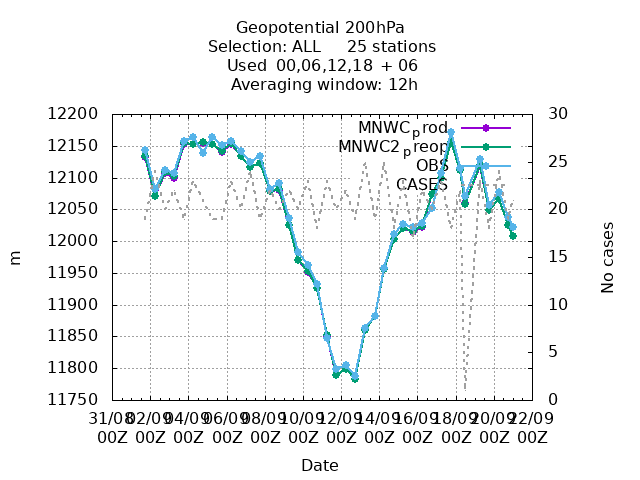 Geopotential 200hPa
Selection: ALL     25 stations
Used  00,06,12,18  + 06
Averaging window: 12h
12200
12150
12100
12050
12000
11950
11900
11850
11800
11750
30
25
20
15
10
5
0
m
No cases
MNWC_prod
MNWC2_preop
OBS
CASES
31/08 02/09 04/09 06/09 08/09 10/09 12/09 14/09 16/09 18/09 20/09 22/09
00Z 00Z 00Z 00Z 00Z 00Z 00Z 00Z 00Z 00Z 00Z 00Z
Date